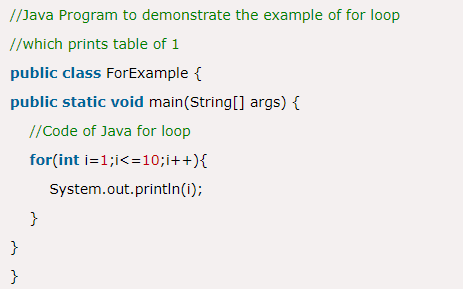 //Java Program to demonstrate the example of for loop
//which prints table of 1
public class ForExample {
public static void main(String[] args) {
    //Code of Java for loop
    for(int i=1;i<=10;i++){
        System.out.println(i);
    }
}
}